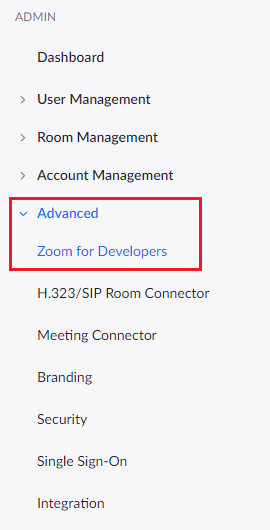 ADMIN
Dashboard
User Management
Room Management
Account Management
Advanced
Zoom for Developers
H.323/SIP Room Connector
Meeting Connector
Branding
Security
Single Sign-On
Integration